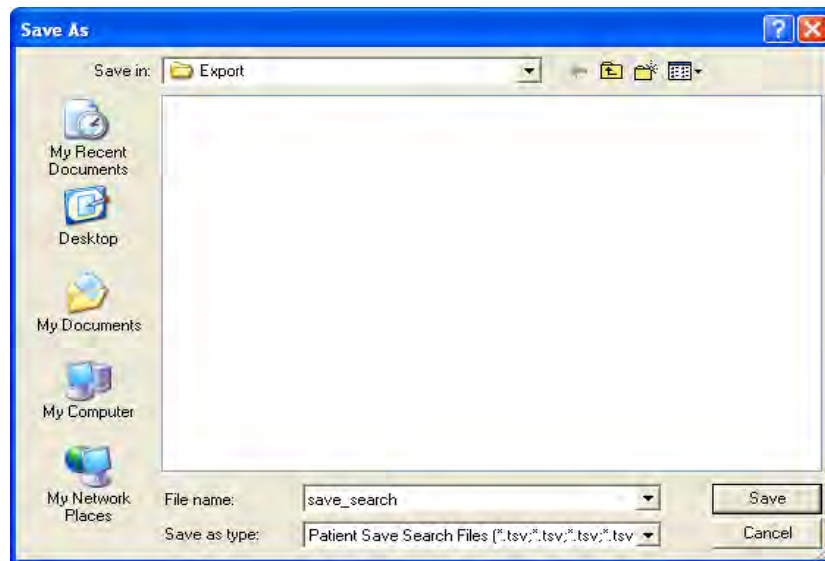 Save As
Save in: Export
My Recent
Documents
Desktop
My Documents
My Computer
My Network
Places
File name: save_search Save
Save as type: Patient Save Search Files (*.tsv;*.tsv;*.tsv;*.tsv Cancel